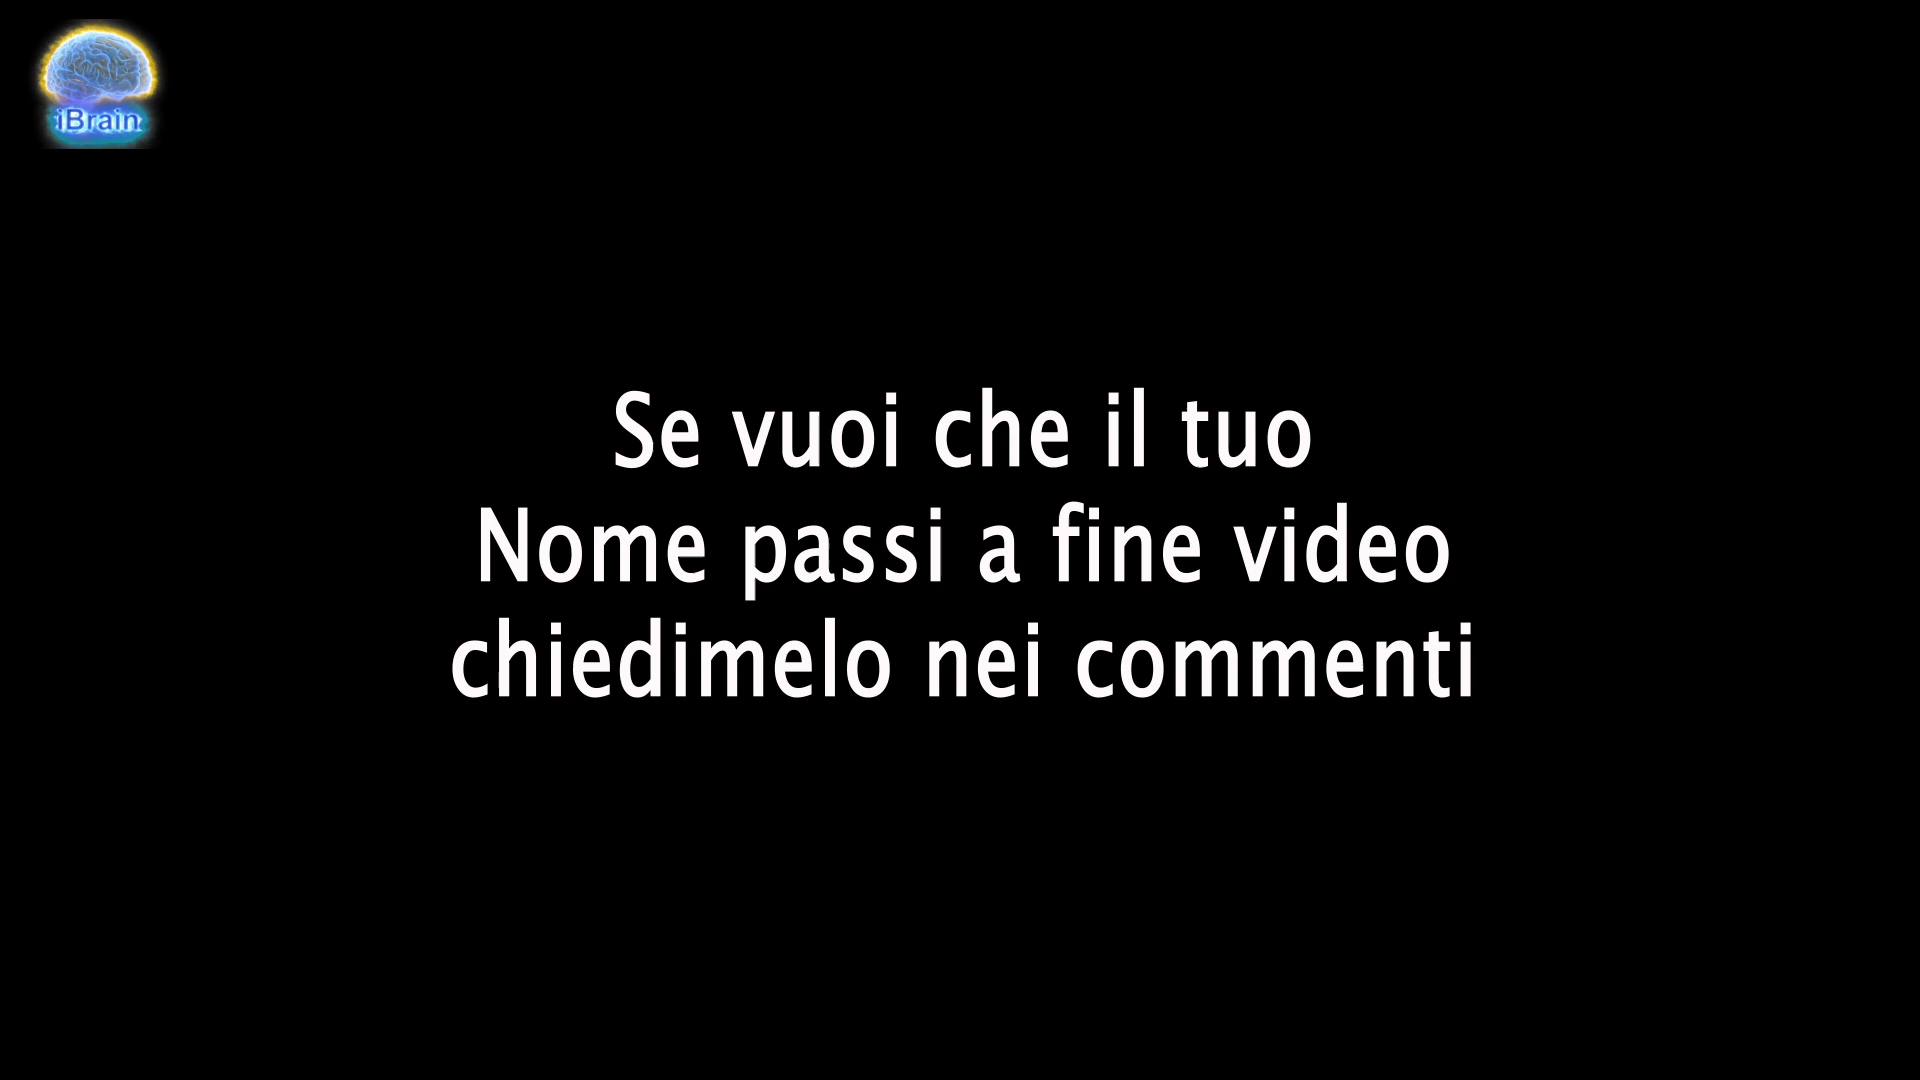 iBrain
Se vuoi che il tuo
Nome passi a fine video
chiedimelo nei commenti